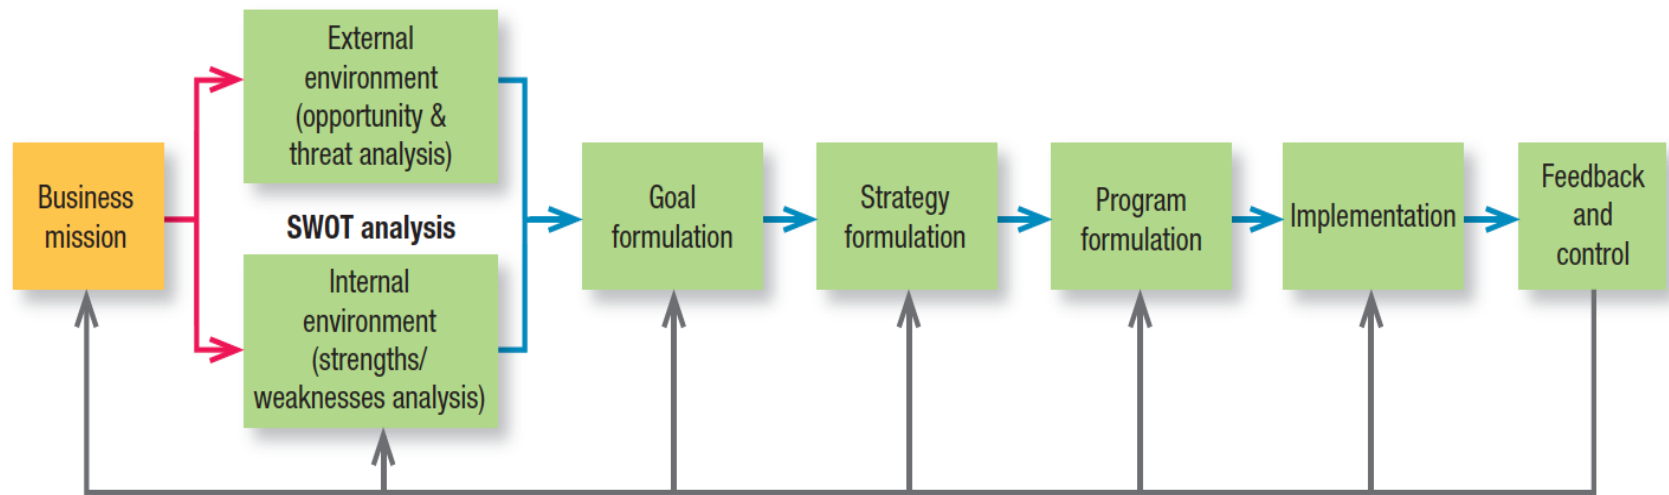 Business
mission
External
environment
(opportunity &
threat analysis)
SWOT analysis
Internal
environment
(strengths/
weaknesses analysis)
Goal
formulation
Strategy
formulation
Program
formulation
Implementation
Feedback
and
control